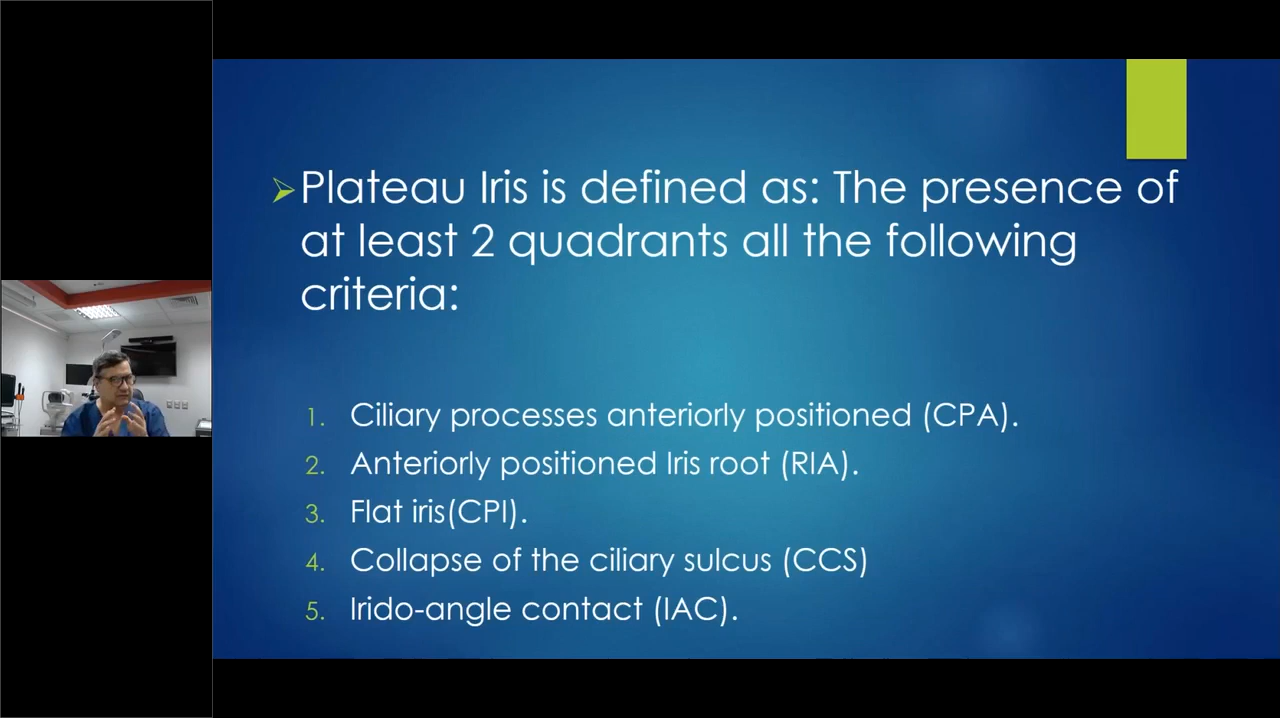 Plateau Iris is defined as: The presence of
at least 2 quadrants all the following
criteria:
1. Ciliary processes anteriorly positioned (CPA).
2. Anteriorly positioned Iris root (RIA).
3. Flat iris(CPI).
4. Collapse of the ciliary sulcus (CCS)
5. Irido-angle contact (IAC).